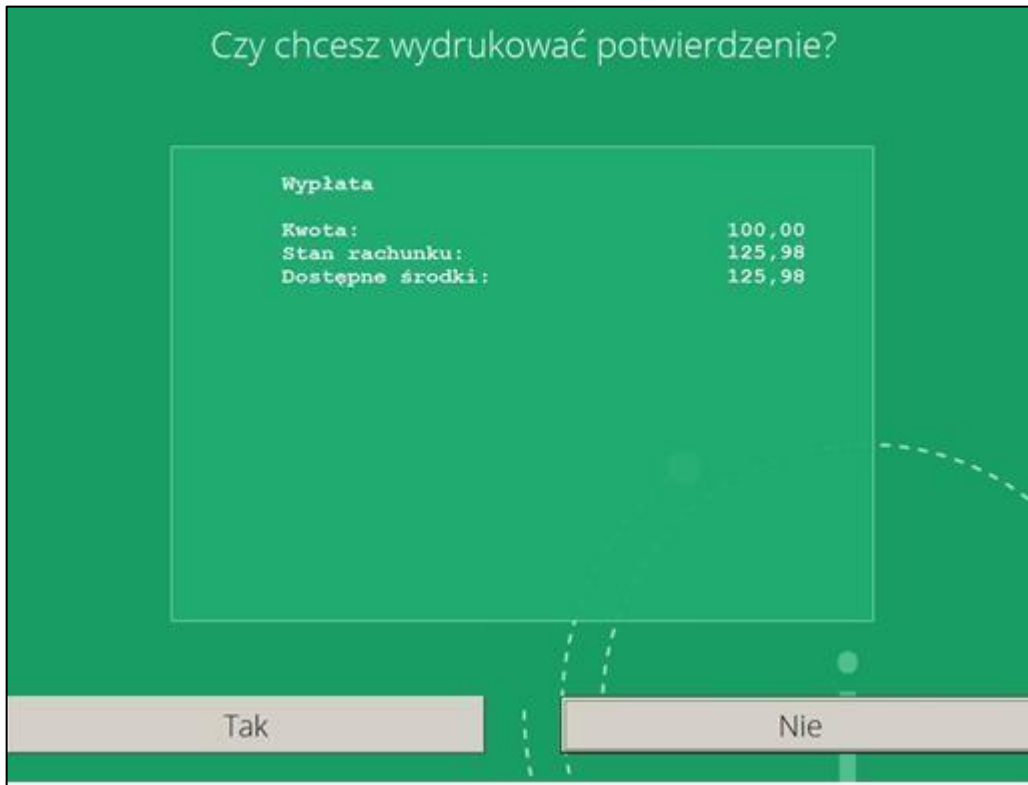 Czy chcesz wydrukować potwierdzenie?
Wypłata
Kwota: 100,00
Stan rachunku: 125,98
Dostępne środki: 125,98
Tak Nie